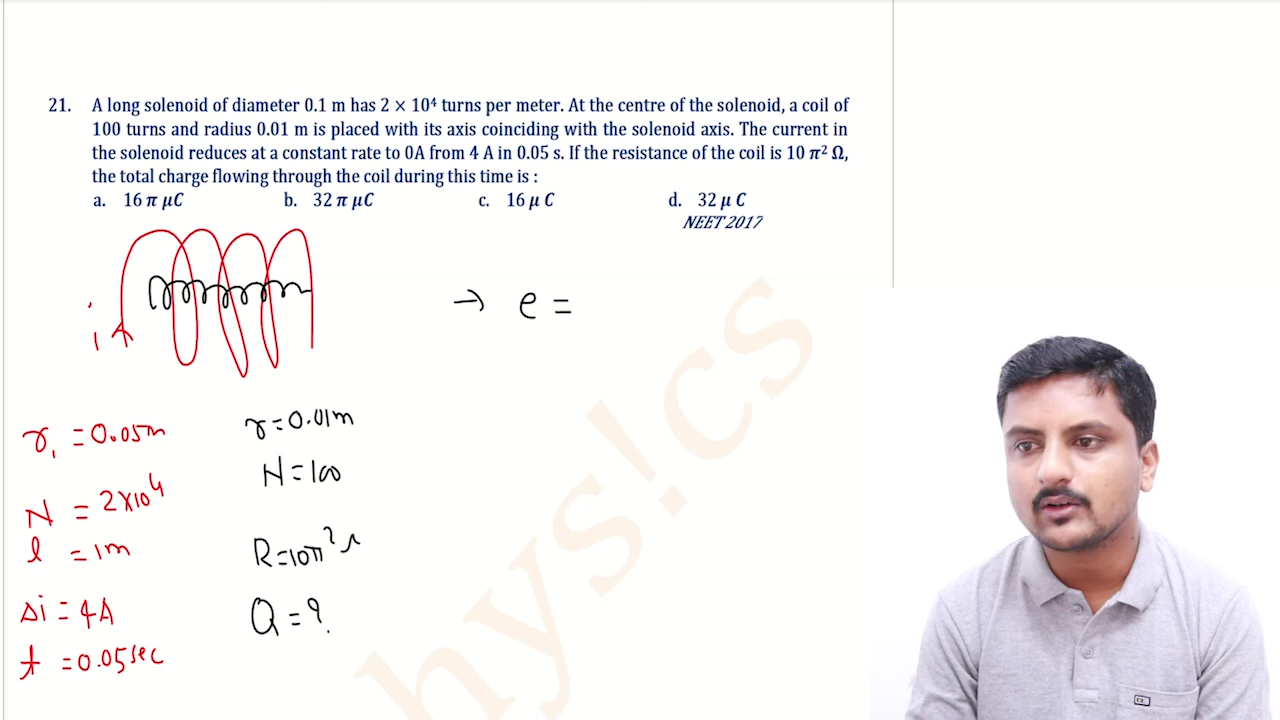 21. A long solenoid of diameter 0.1 m has 2 × 10⁴ turns per meter. At the centre of the solenoid, a coil of
100 turns and radius 0.01 m is placed with its axis coinciding with the solenoid axis. The current in
the solenoid reduces at a constant rate to 0A from 4 A in 0.05 s. If the resistance of the coil is 10 π² Ω,
the total charge flowing through the coil during this time is :
a. 16 π μC b. 32 π μC c. 16 μ C d. 32 μ C
NEET 2017
i
→ e =
r₁ = 0.05m
N = 2×10⁴
l = 1m
Δi = 4A
t = 0.05sec
r = 0.01m
N = 100
R = 10π² Ω
Q = ?
hys!cs